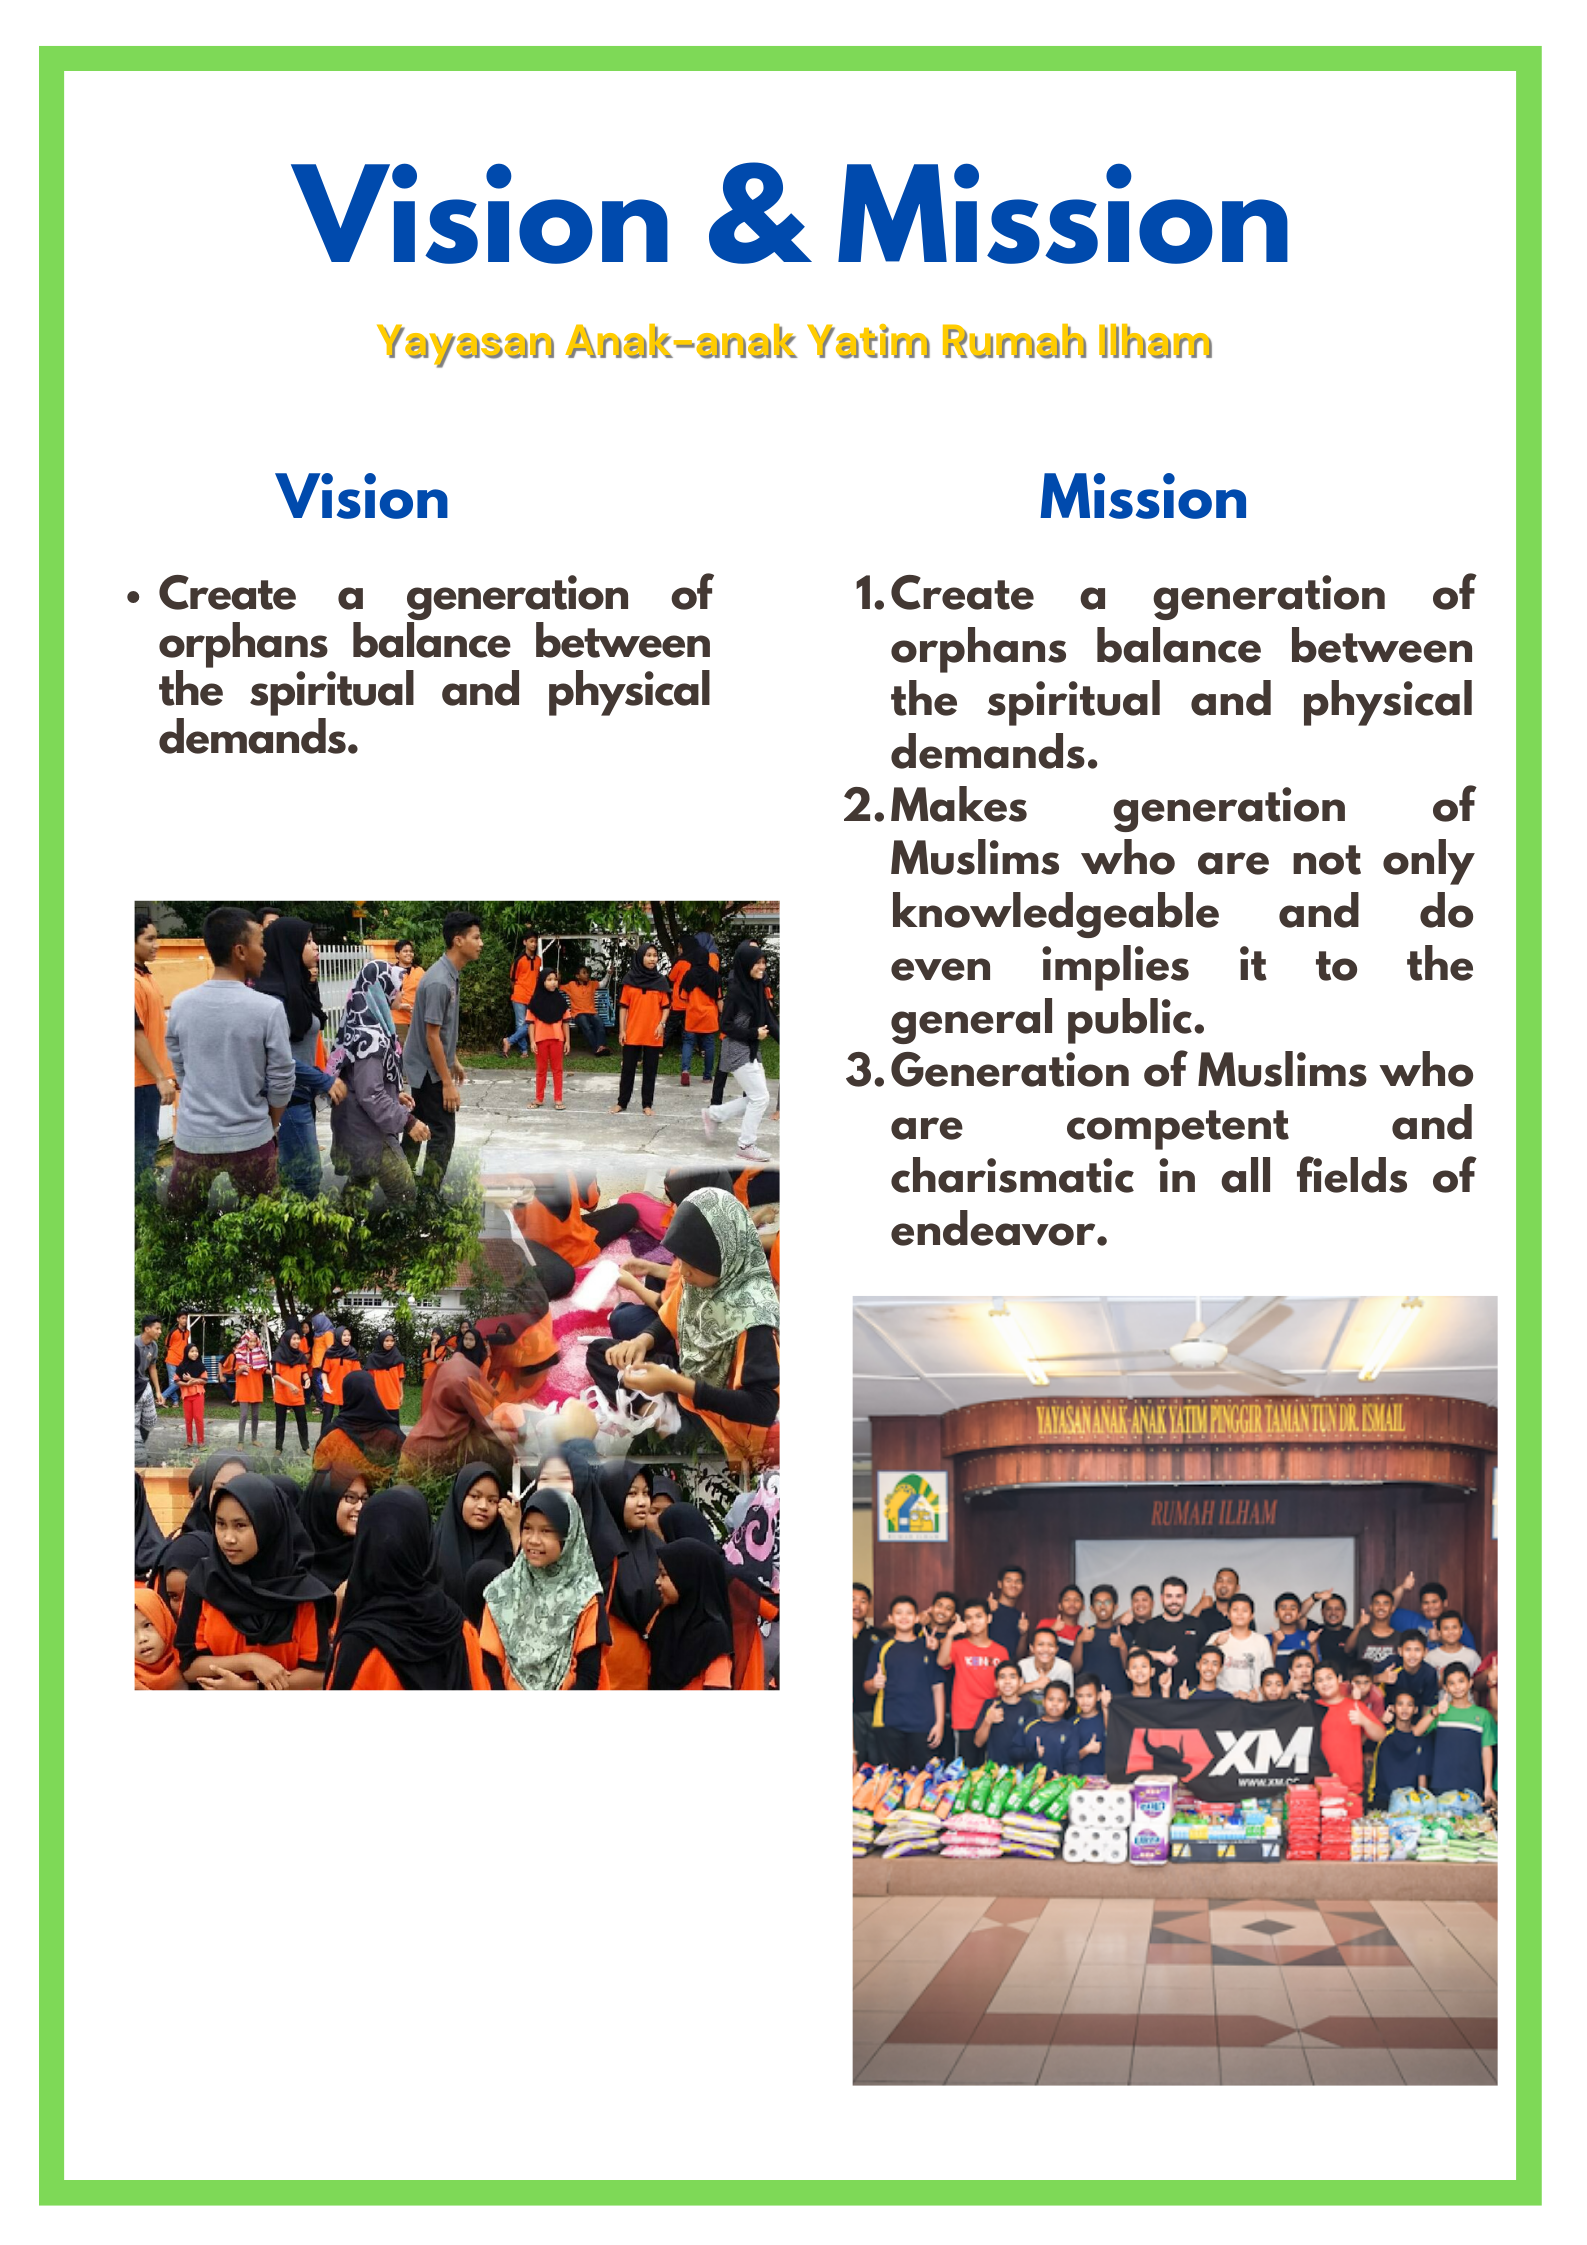 Vision & Mission
Yayasan Anak-anak Yatim Rumah Ilham
Vision
• Create a generation of
orphans balance between
the spiritual and physical
demands.
Mission
1. Create a generation of
orphans balance between
the spiritual and physical
demands.
2. Makes generation of
Muslims who are not only
knowledgeable and do
even implies it to the
general public.
3. Generation of Muslims who
are competent and
charismatic in all fields of
endeavor.
YAYASAN ANAK-ANAK YATIM PINGGIR TAMAN TUN DR. ISMAIL
RUMAH ILHAM
XM